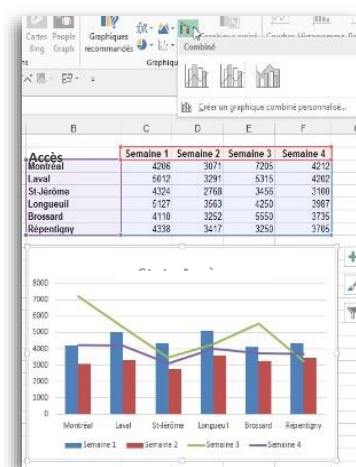 Cartes People Graphiques
Bing Graph recommandés
Combiné
Créer un graphique combiné personnalisé...
B C D E F
Accès Semaine 1 Semaine 2 Semaine 3 Semaine 4
Montréal 4206 3071 7205 4212
Laval 5012 3291 5315 4202
St-Jérôme 4324 2768 3456 3100
Longueuil 5127 3563 4250 3987
Brossard 4110 3252 5550 3735
Répentigny 4338 3417 3250 3705
8000
7000
6000
5000
4000
3000
2000
1000
0
Montréal Laval St-Jérôme Longueuil Brossard Répentigny
Semaine 1 Semaine 2 Semaine 3 Semaine 4